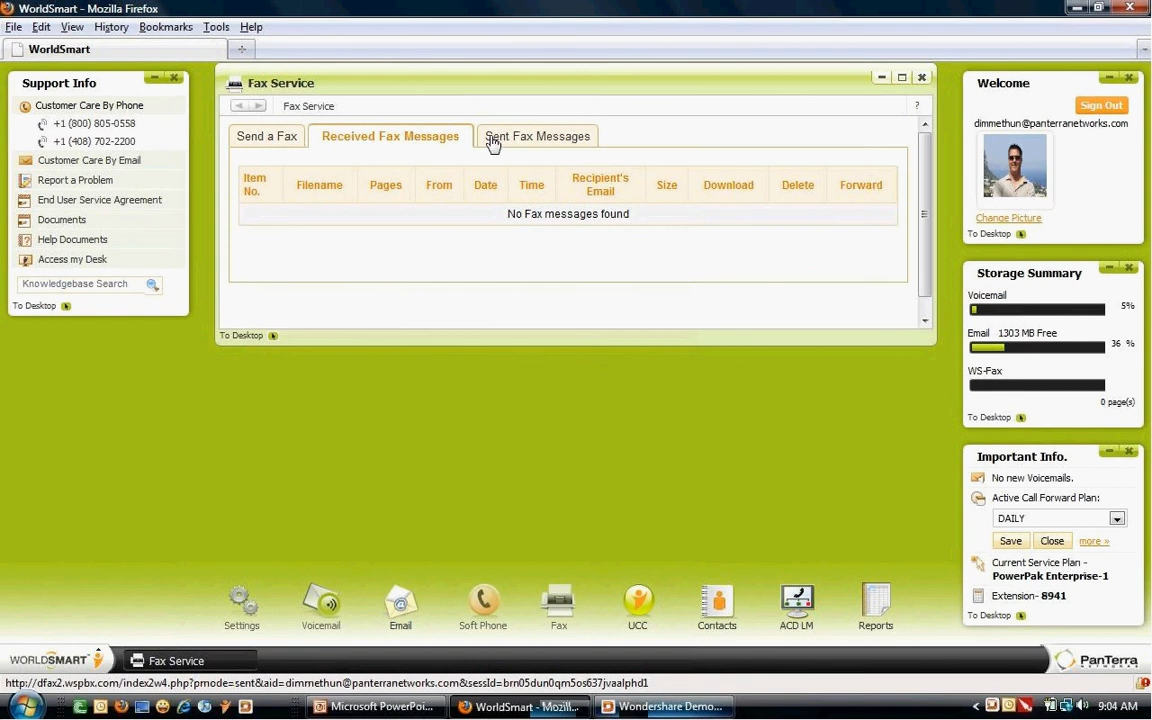 WorldSmart - Mozilla Firefox
File Edit View History Bookmarks Tools Help
WorldSmart
Support Info
Customer Care By Phone
+1 (800) 805-0558
+1 (408) 702-2200
Customer Care By Email
Report a Problem
End User Service Agreement
Documents
Help Documents
Access my Desk
Knowledgebase Search
To Desktop
Fax Service
Fax Service ?
Send a Fax Received Fax Messages Sent Fax Messages
Item No. Filename Pages From Date Time Recipient's Email Size Download Delete Forward
No Fax messages found
To Desktop
Welcome
Sign Out
dimmethun@panterranetworks.com
Change Picture
To Desktop
Storage Summary
Voicemail
5%
Email 1303 MB Free
36 %
WS-Fax
0 page(s)
To Desktop
Important Info.
No new Voicemails.
Active Call Forward Plan:
DAILY
Save Close more »
Current Service Plan -
PowerPak Enterprise-1
Extension- 8941
To Desktop
Settings Voicemail Email Soft Phone Fax UCC Contacts ACD LM Reports
WORLDSMART Fax Service PanTerra
NETWORKS
http://dfax2.wspbx.com/index2w4.php?pmode=sent&aid=dimmethun@panterranetworks.com&sessId=brn05dun0qm5os637jvaalphd1
Microsoft PowerPoi... WorldSmart - Mozill... Wondershare Demo... 9:04 AM